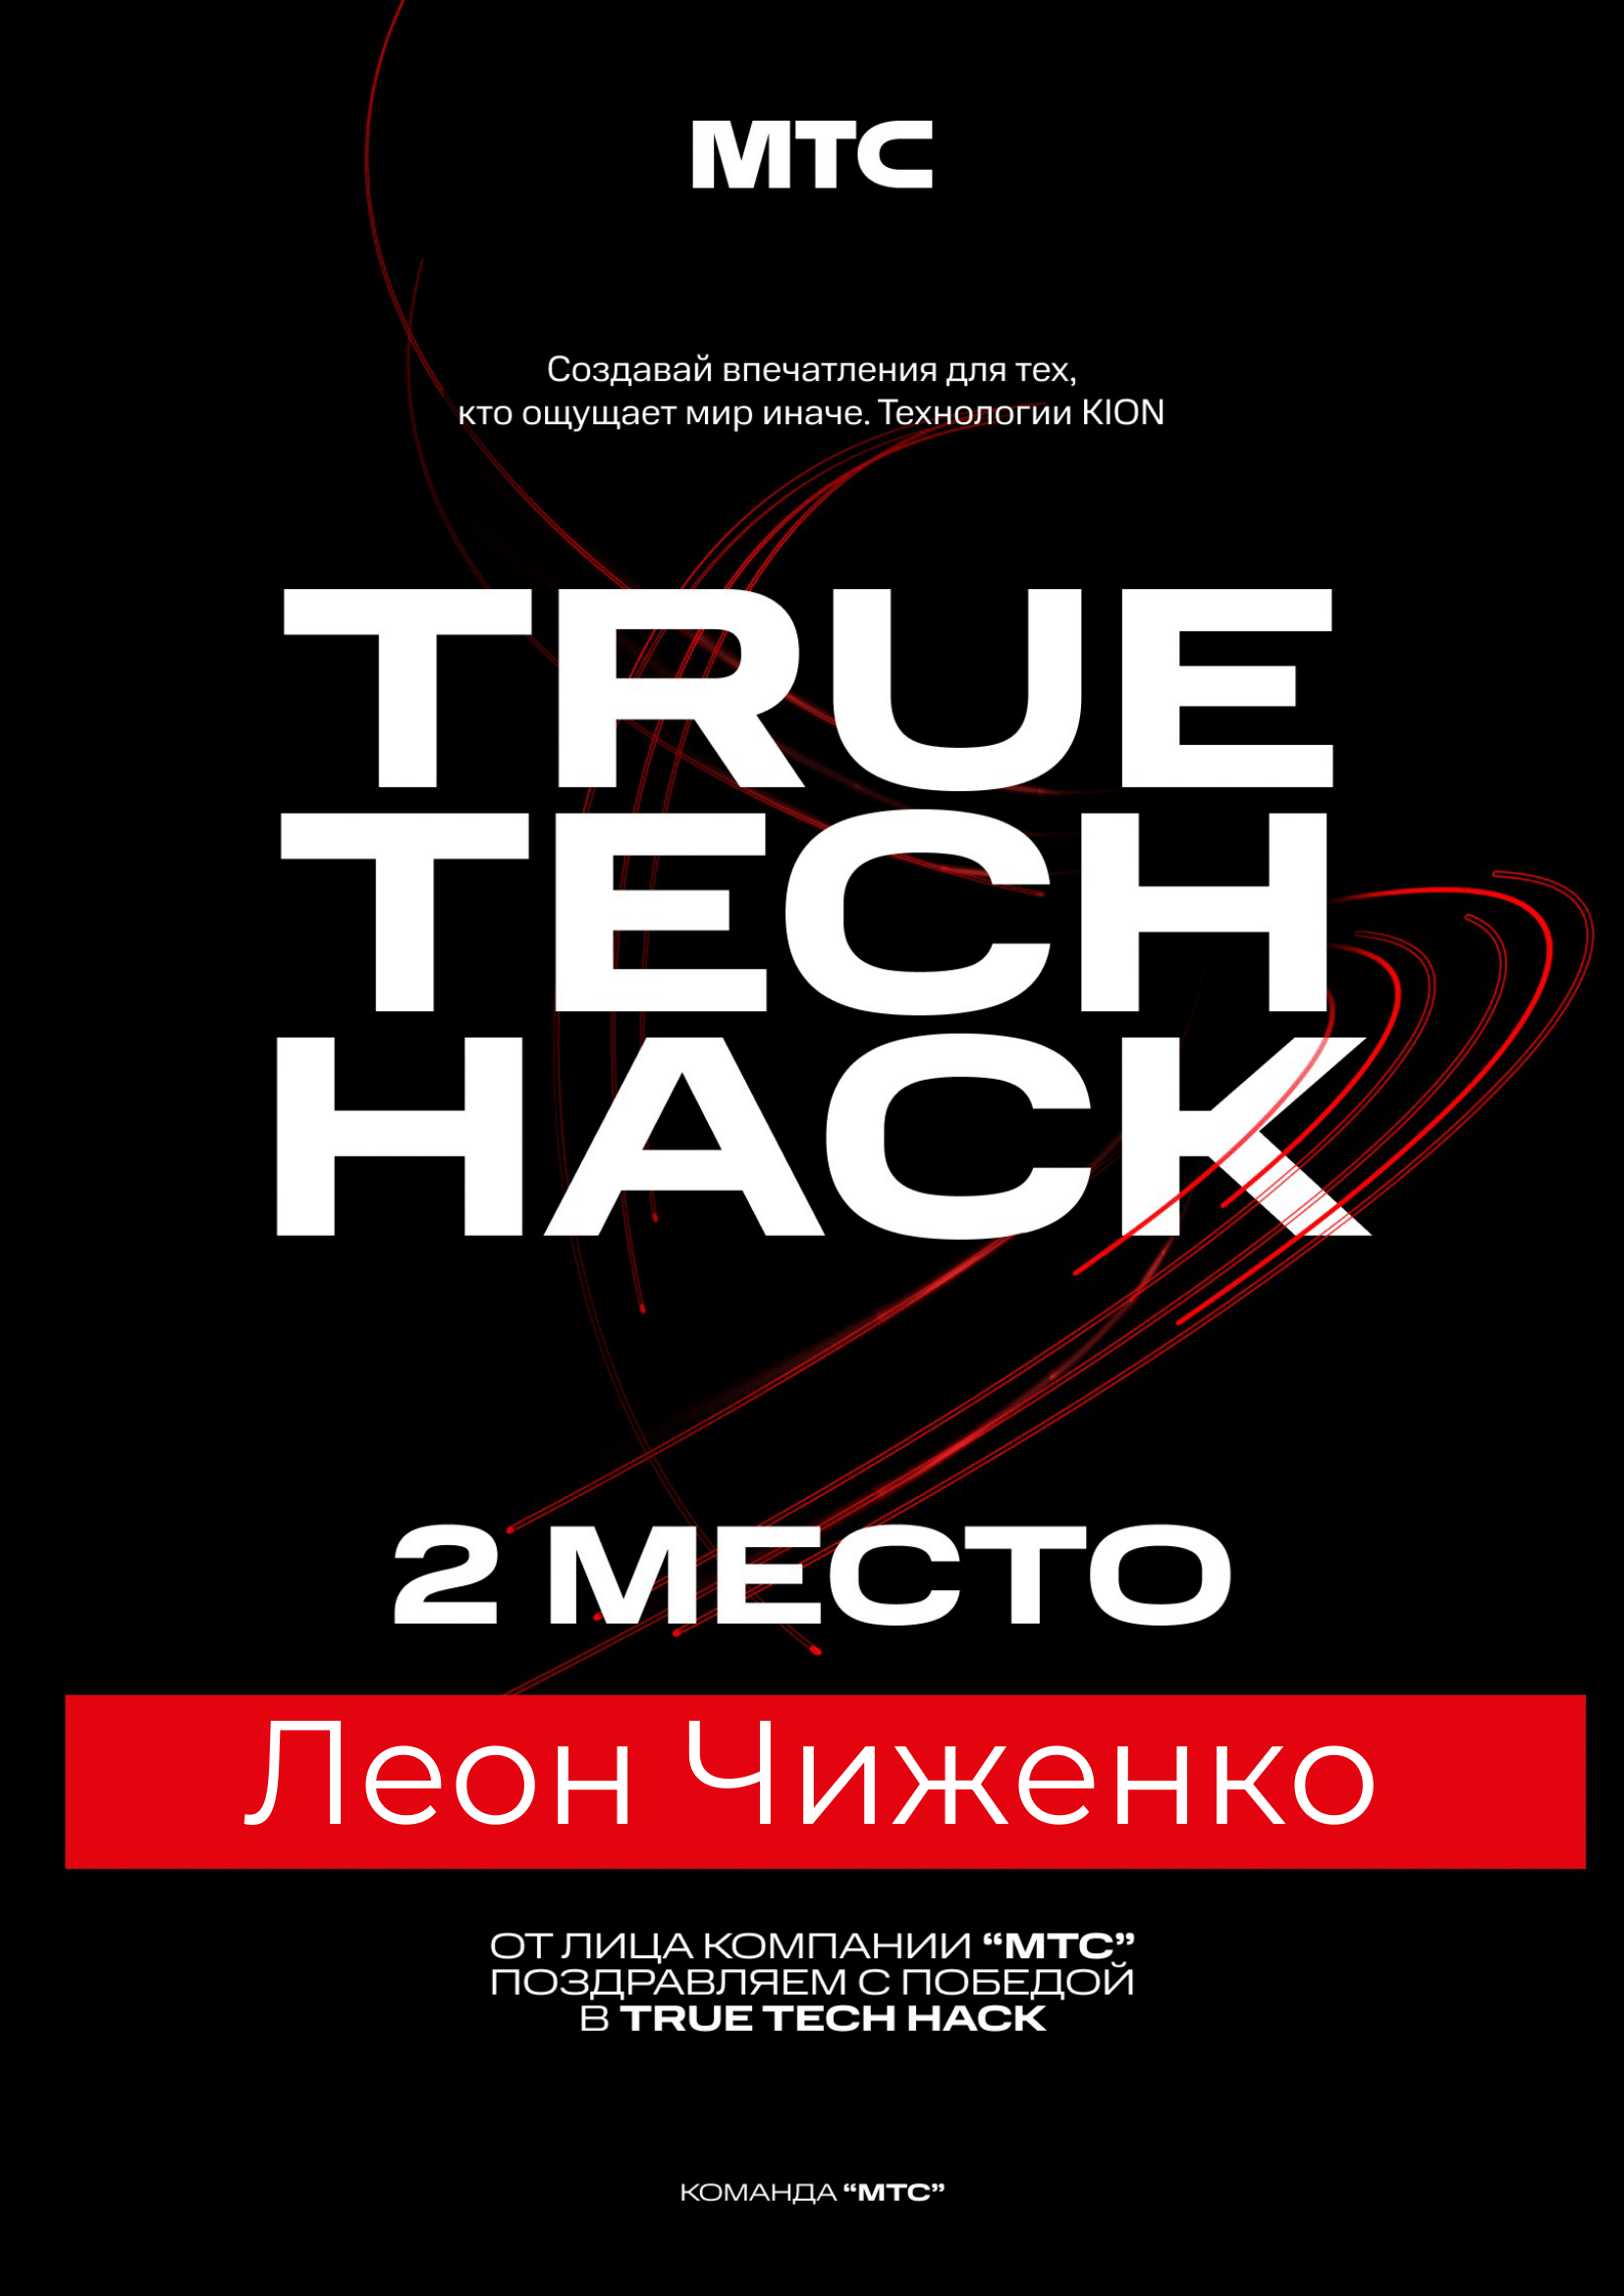 МТС
Создавай впечатления для тех,
кто ощущает мир иначе. Технологии KION
TRUE
TECH
HACK
2 МЕСТО
Леон Чиженко
ОТ ЛИЦА КОМПАНИИ “МТС”
ПОЗДРАВЛЯЕМ С ПОБЕДОЙ
В TRUE TECH HACK
КОМАНДА “МТС”